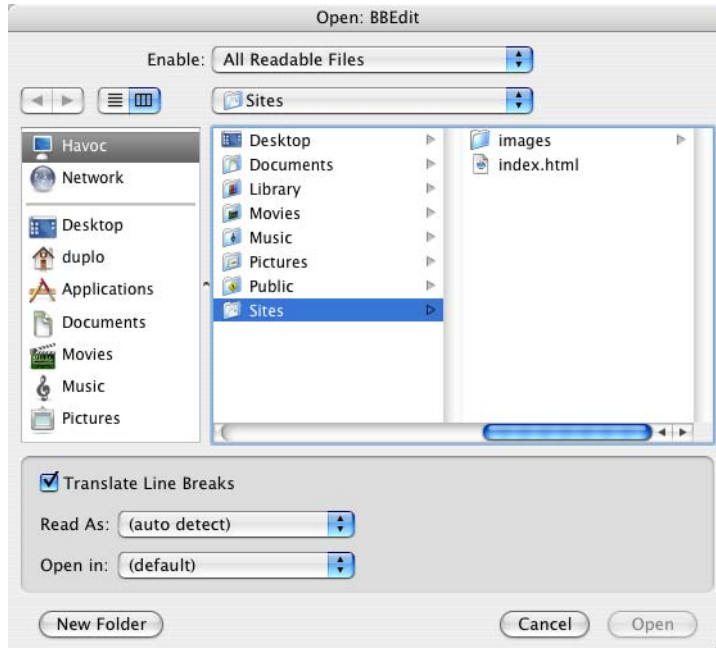 Open: BBEdit
Enable: All Readable Files
Sites
Havoc
Network
Desktop
duplo
Applications
Documents
Movies
Music
Pictures
Desktop
Documents
Library
Movies
Music
Pictures
Public
Sites
images
index.html
Translate Line Breaks
Read As: (auto detect)
Open in: (default)
New Folder
Cancel
Open